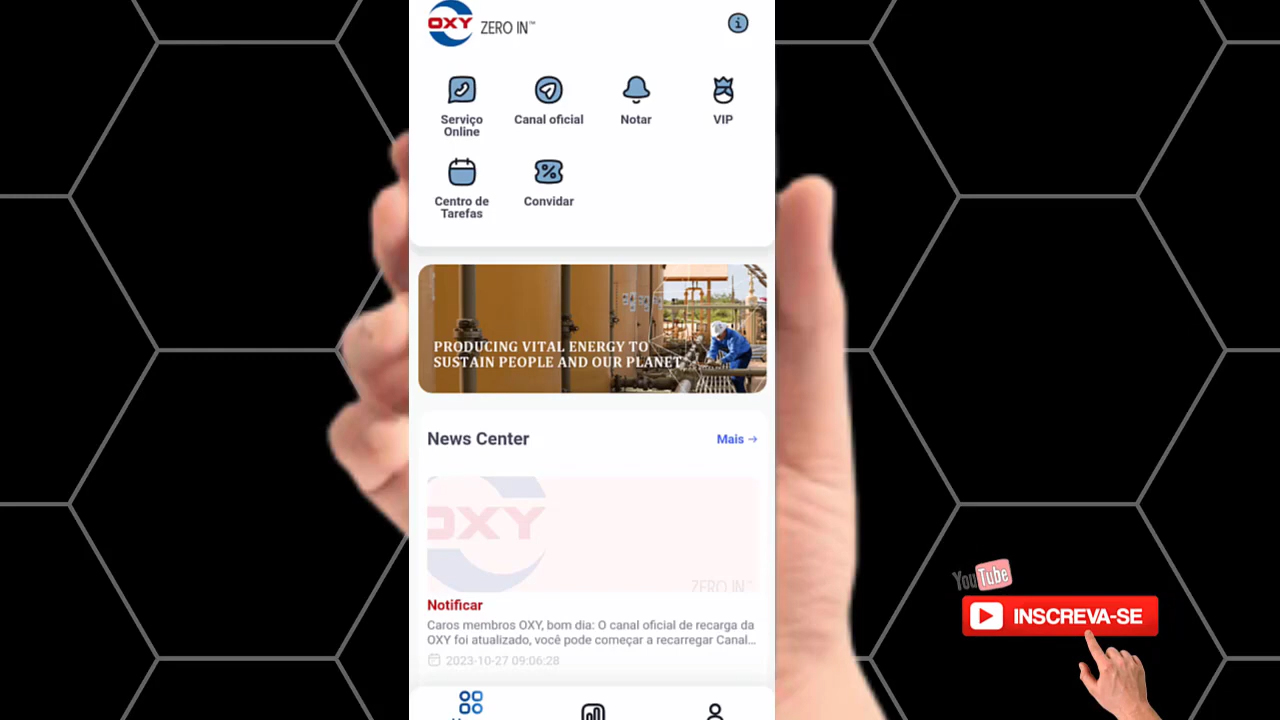 OXY ZERO IN™
Serviço
Online
Canal oficial
Notar
VIP
Centro de
Tarefas
Convidar
PRODUCING VITAL ENERGY TO
SUSTAIN PEOPLE AND OUR PLANET
News Center
Mais →
OXY
ZERO IN™
Notificar
Caros membros OXY, bom dia: O canal oficial de recarga da
OXY foi atualizado, você pode começar a recarregar Canal...
2023-10-27 09:06:28
YouTube
INSCREVA-SE